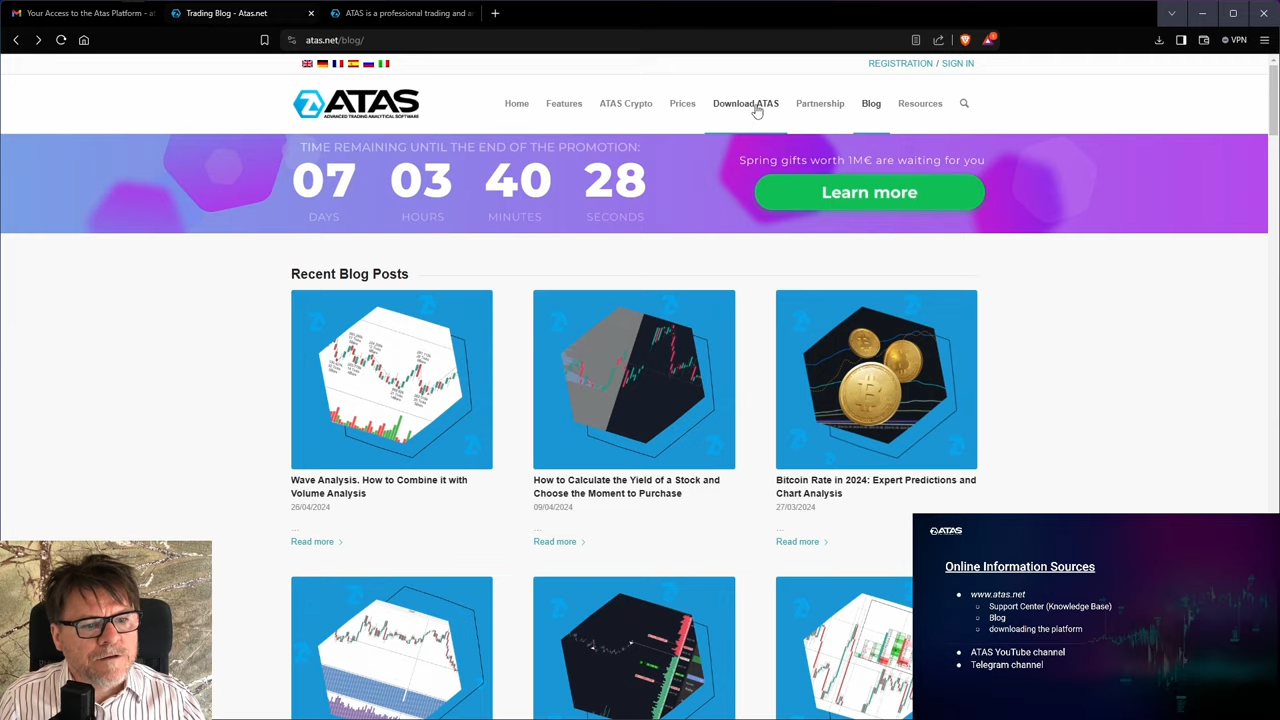 Your Access to the Atas Platform - at
Trading Blog - Atas.net
ATAS is a professional trading and an
atas.net/blog/
VPN
REGISTRATION / SIGN IN
ATAS
ADVANCED TRADING ANALYTICAL SOFTWARE
Home
Features
ATAS Crypto
Prices
Download ATAS
Partnership
Blog
Resources
TIME REMAINING UNTIL THE END OF THE PROMOTION:
07 03 40 28
DAYS HOURS MINUTES SECONDS
Spring gifts worth 1M€ are waiting for you
Learn more
Recent Blog Posts
Wave Analysis. How to Combine it with
Volume Analysis
26/04/2024
...
Read more
How to Calculate the Yield of a Stock and
Choose the Moment to Purchase
09/04/2024
...
Read more
Bitcoin Rate in 2024: Expert Predictions and
Chart Analysis
27/03/2024
...
Read more
ATAS
Online Information Sources
● www.atas.net
○ Support Center (Knowledge Base)
○ Blog
○ downloading the platform
● ATAS YouTube channel
● Telegram channel